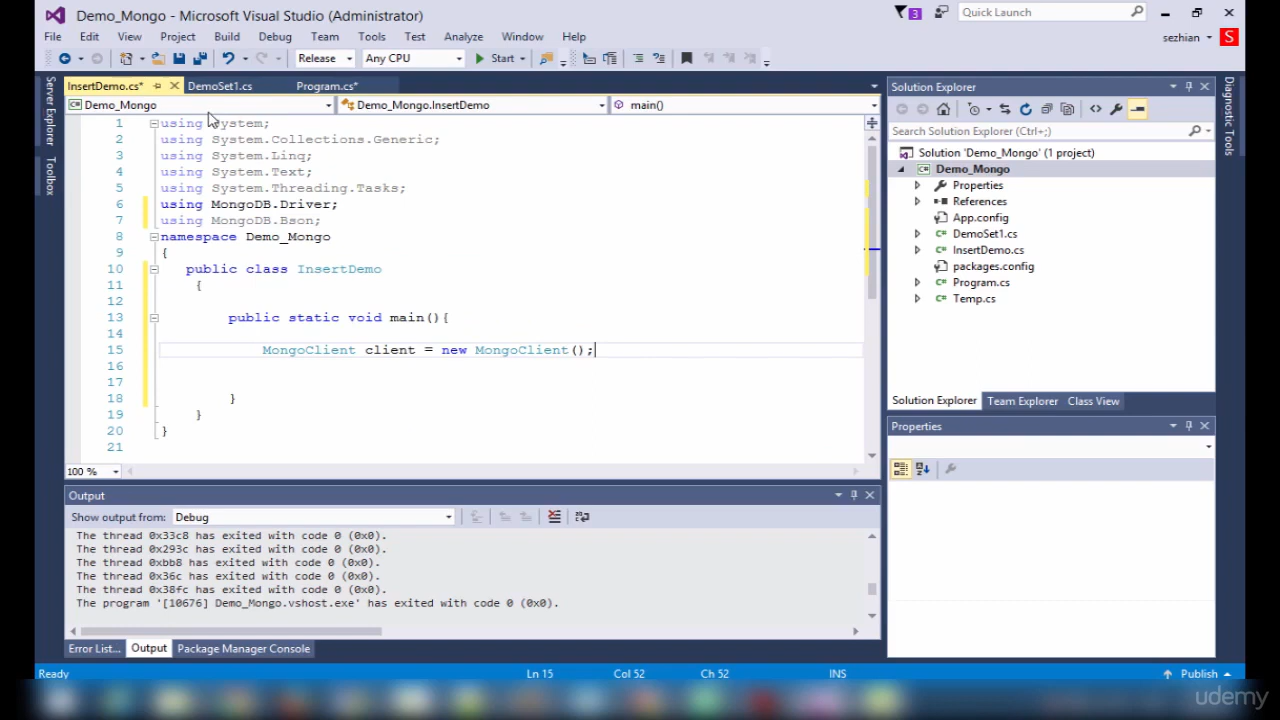 Demo_Mongo - Microsoft Visual Studio (Administrator)
3
Quick Launch
File Edit View Project Build Debug Team Tools Test Analyze Window Help
sezhian S
Release Any CPU Start
Server Explorer
Toolbox
InsertDemo.cs* DemoSet1.cs Program.cs*
Demo_Mongo Demo_Mongo.InsertDemo main()
1 using System;
2 using System.Collections.Generic;
3 using System.Linq;
4 using System.Text;
5 using System.Threading.Tasks;
6 using MongoDB.Driver;
7 using MongoDB.Bson;
8 namespace Demo_Mongo
9 {
10 public class InsertDemo
11 {
12
13 public static void main(){
14
15 MongoClient client = new MongoClient();
16
17
18 }
19 }
20 }
21
100 %
Output
Show output from: Debug
The thread 0x33c8 has exited with code 0 (0x0).
The thread 0x293c has exited with code 0 (0x0).
The thread 0xbb8 has exited with code 0 (0x0).
The thread 0x36c has exited with code 0 (0x0).
The thread 0x38fc has exited with code 0 (0x0).
The program '[10676] Demo_Mongo.vshost.exe' has exited with code 0 (0x0).
Error List... Output Package Manager Console
Solution Explorer
Search Solution Explorer (Ctrl+;)
Solution 'Demo_Mongo' (1 project)
Demo_Mongo
Properties
References
App.config
DemoSet1.cs
InsertDemo.cs
packages.config
Program.cs
Temp.cs
Solution Explorer Team Explorer Class View
Properties
Diagnostic Tools
Ready Ln 15 Col 52 Ch 52 INS Publish
udemy